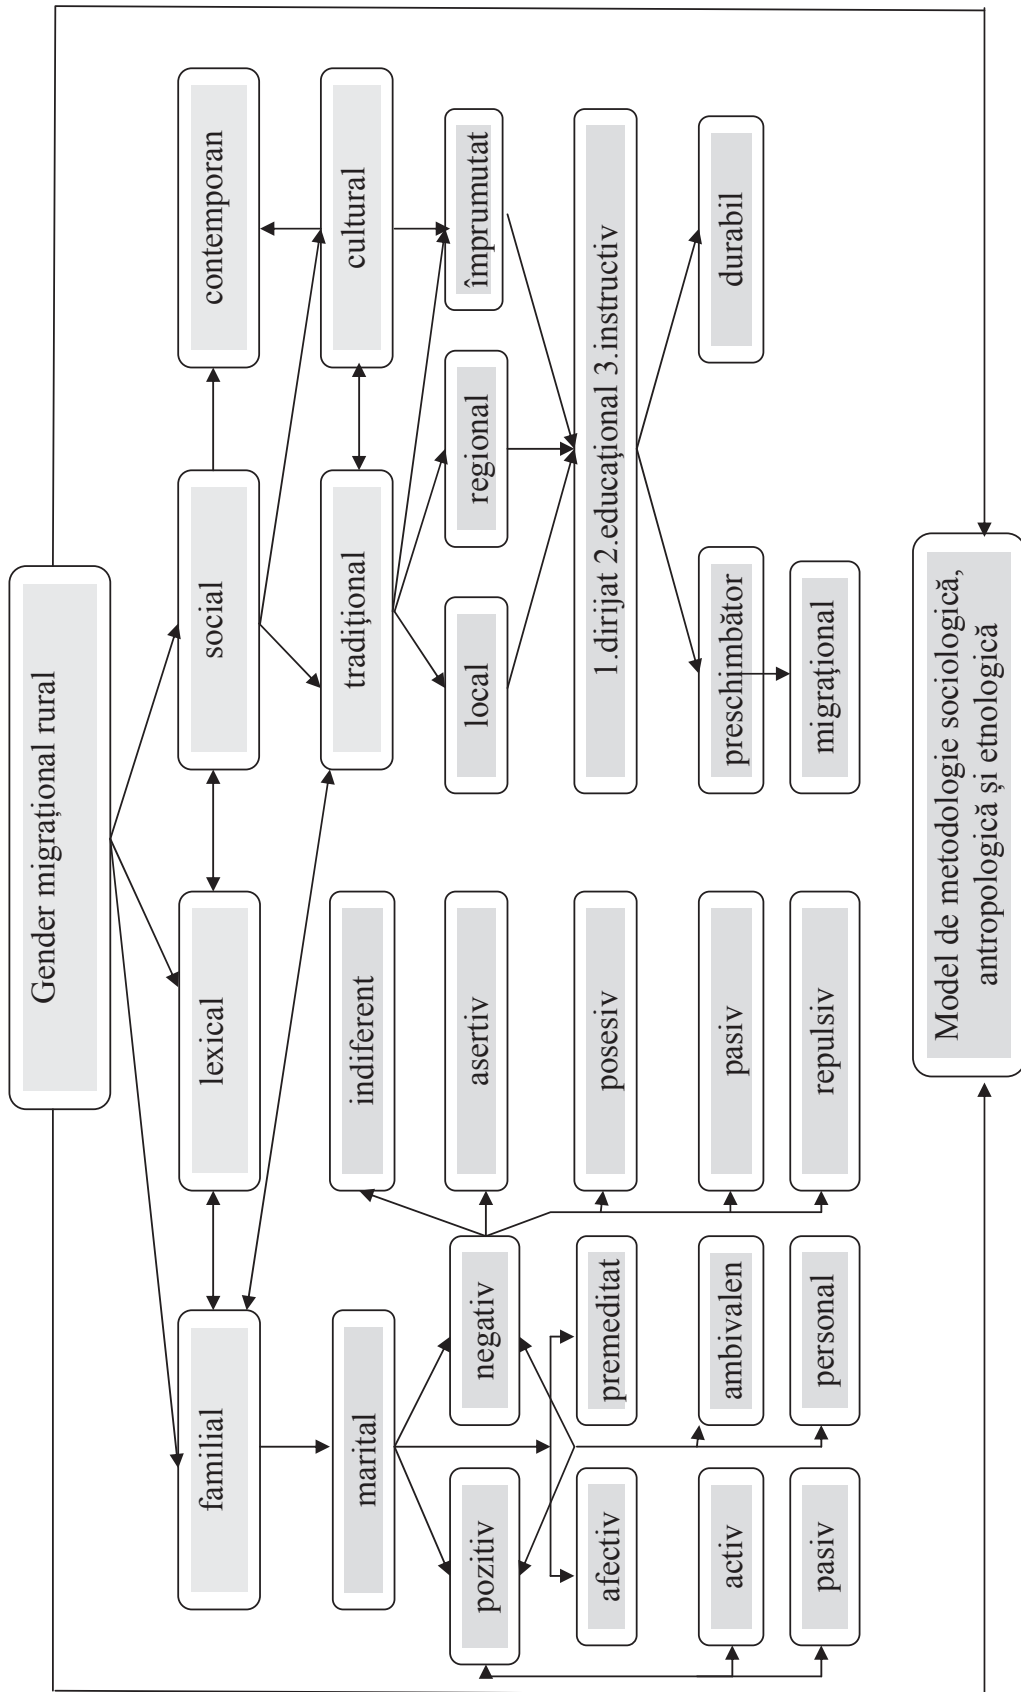 Gender migrațional rural
familial
lexical
social
contemporan
marital
indiferent
tradițional
cultural
pozitiv
negativ
asertiv
local
regional
împrumutat
afectiv
premeditat
posesiv
1.dirijat 2.educațional 3.instructiv
activ
ambivalen
pasiv
preschimbător
durabil
pasiv
personal
repulsiv
migrațional
Model de metodologie sociologică,
antropologică și etnologică